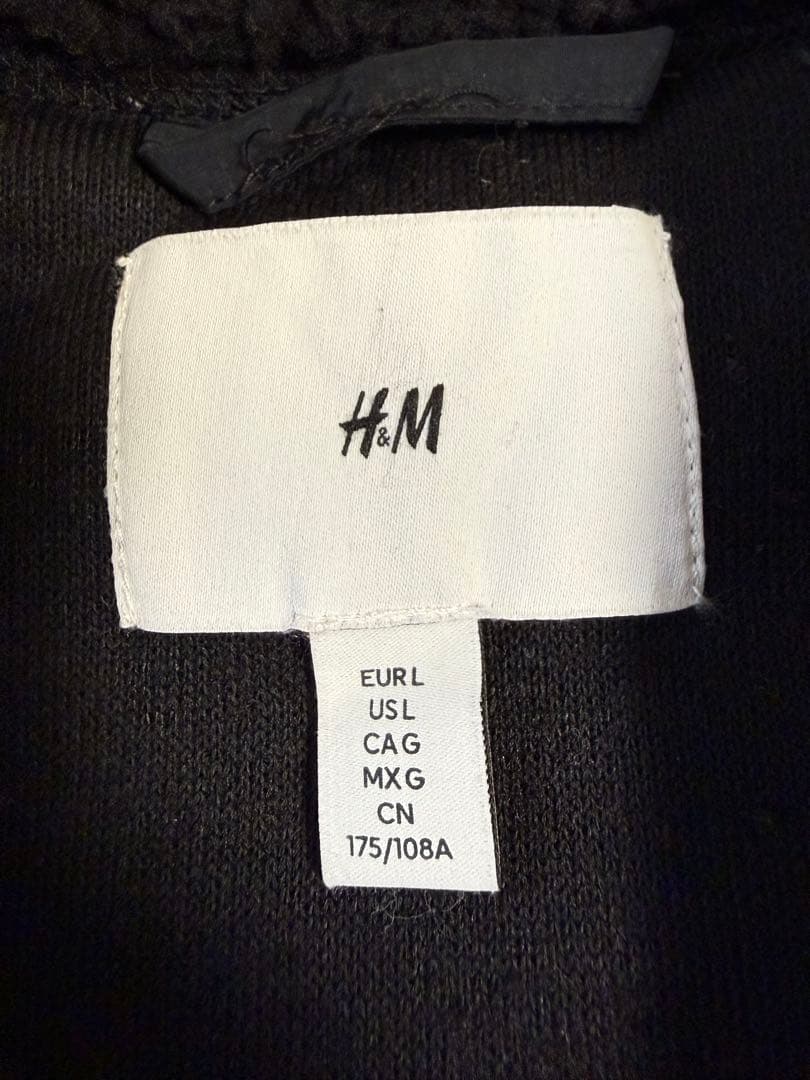 H&M
EUR L
US L
CA G
MX G
CN
175/108A